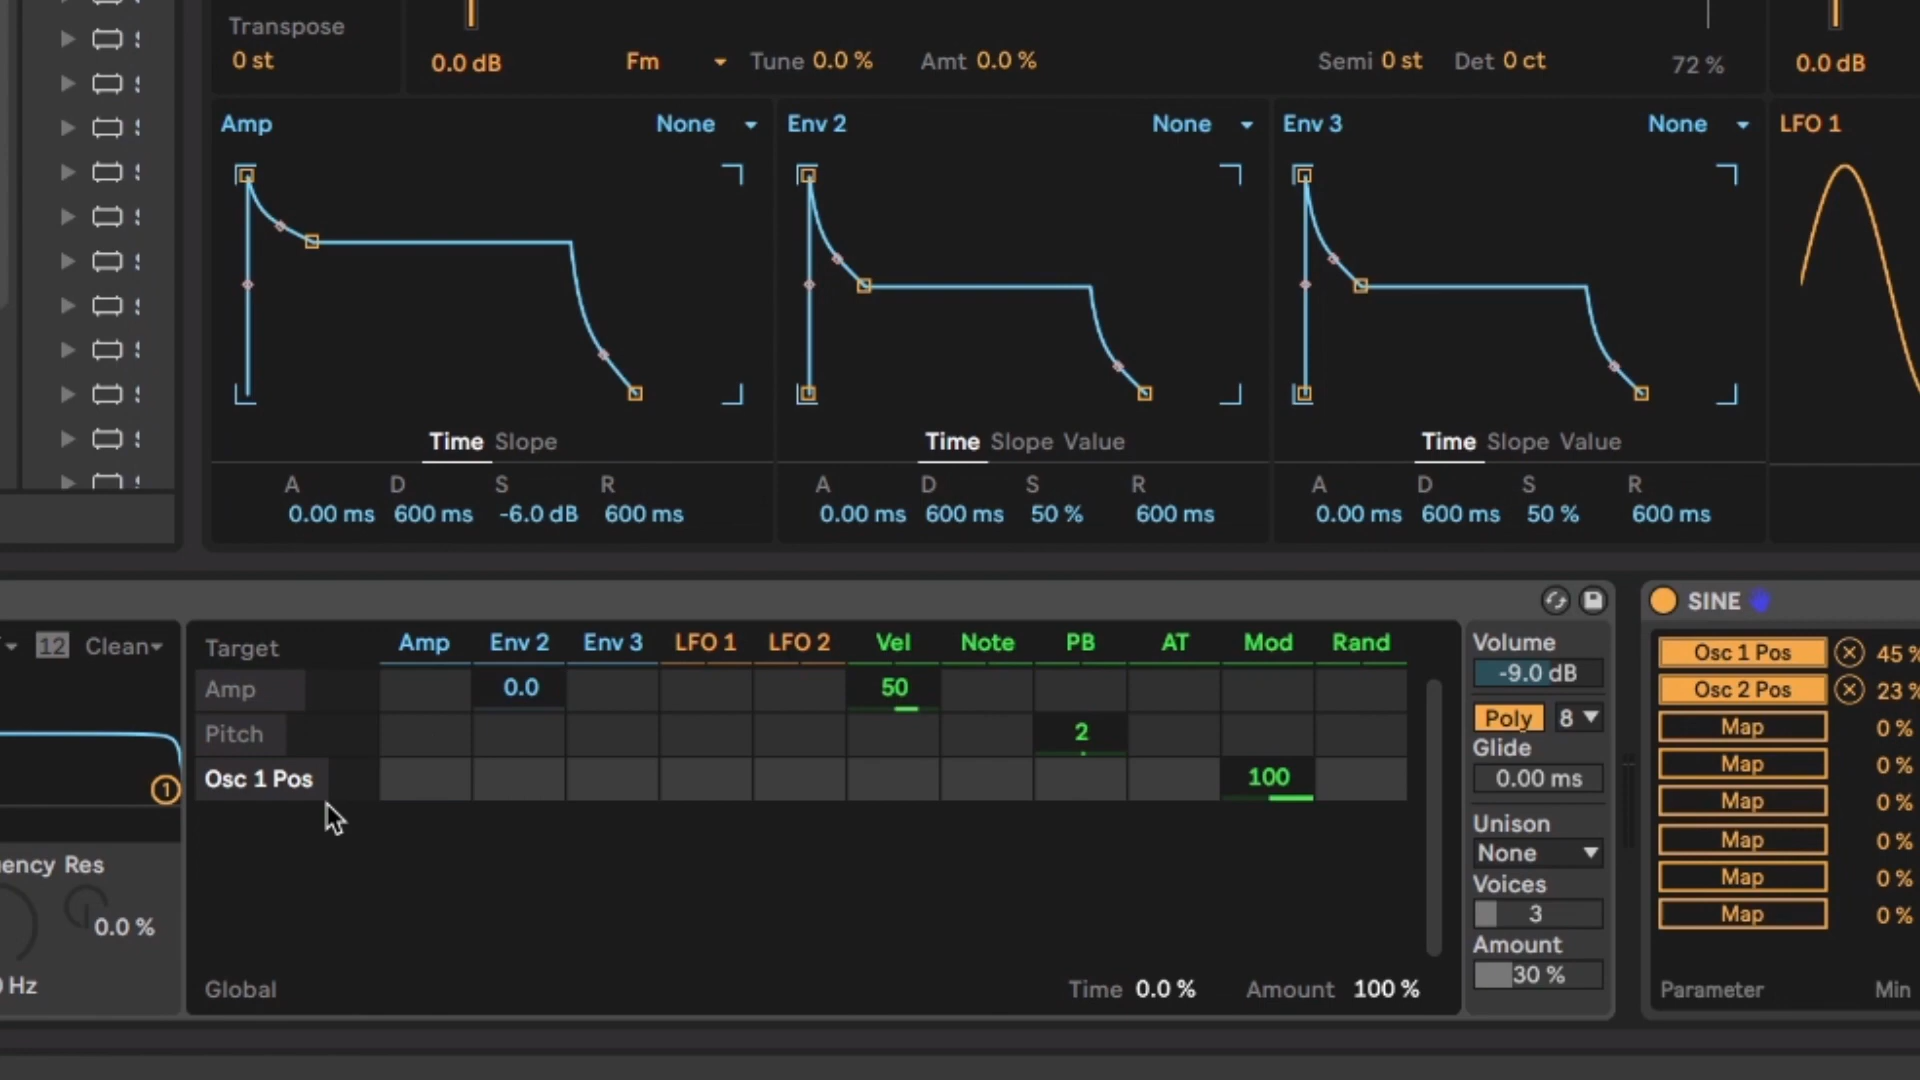 Transpose
0 st
0.0 dB
Fm
Tune 0.0 %
Amt 0.0 %
Semi 0 st
Det 0 ct
72 %
0.0 dB
Amp
None
Env 2
None
Env 3
None
LFO 1
Time Slope
Time Slope Value
Time Slope Value
A D S R
0.00 ms 600 ms -6.0 dB 600 ms
A D S R
0.00 ms 600 ms 50 % 600 ms
A D S R
0.00 ms 600 ms 50 % 600 ms
12 Clean
1
Res
0.0 %
Hz
Target Amp Env 2 Env 3 LFO 1 LFO 2 Vel Note PB AT Mod Rand
Amp 0.0 50
Pitch 2
Osc 1 Pos 100
Global
Time 0.0 %
Amount 100 %
Volume
-9.0 dB
Poly 8
Glide
0.00 ms
Unison
None
Voices
3
Amount
30 %
SINE
Osc 1 Pos 45 %
Osc 2 Pos 23 %
Map 0 %
Map 0 %
Map 0 %
Map 0 %
Map 0 %
Map 0 %
Parameter Min